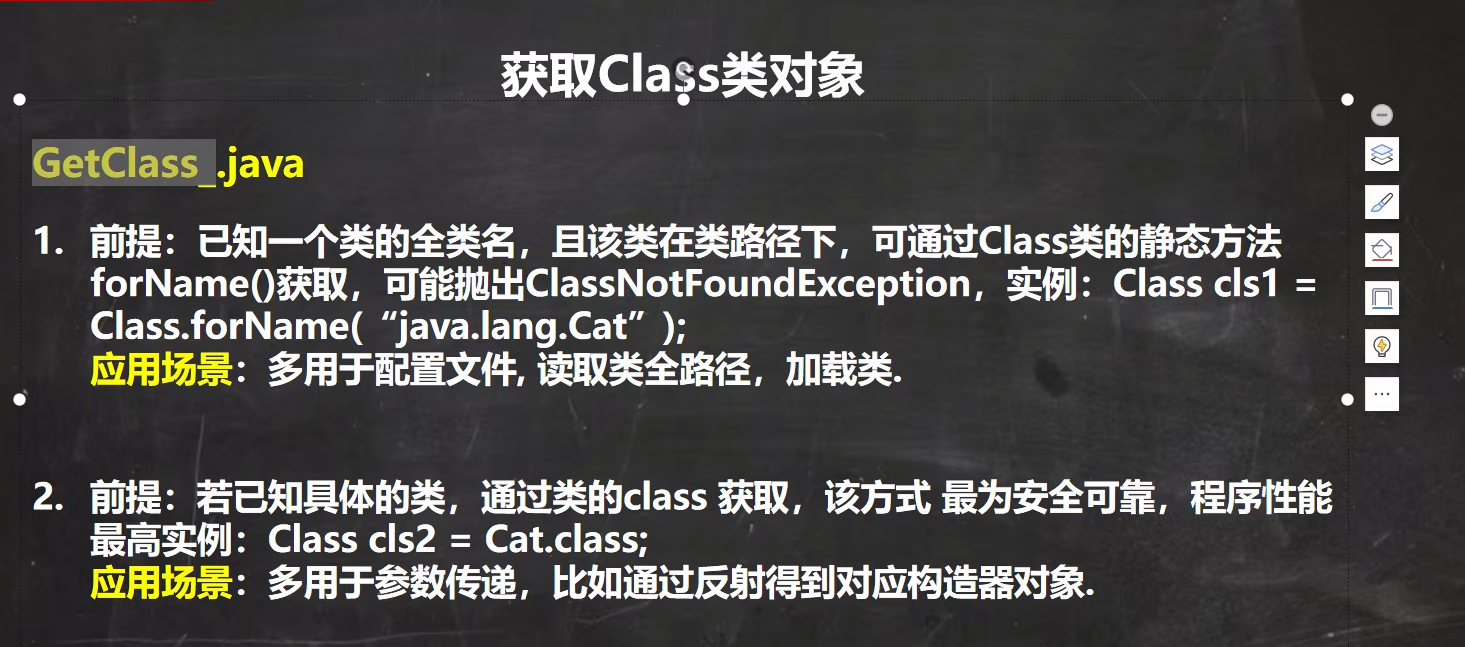 获取Class类对象
GetClass_.java
1. 前提：已知一个类的全类名，且该类在类路径下，可通过Class类的静态方法
forName()获取，可能抛出ClassNotFoundException，实例：Class cls1 =
Class.forName(“java.lang.Cat”);
应用场景：多用于配置文件, 读取类全路径，加载类.
2. 前提：若已知具体的类，通过类的class 获取，该方式 最为安全可靠，程序性能
最高实例：Class cls2 = Cat.class;
应用场景：多用于参数传递，比如通过反射得到对应构造器对象.